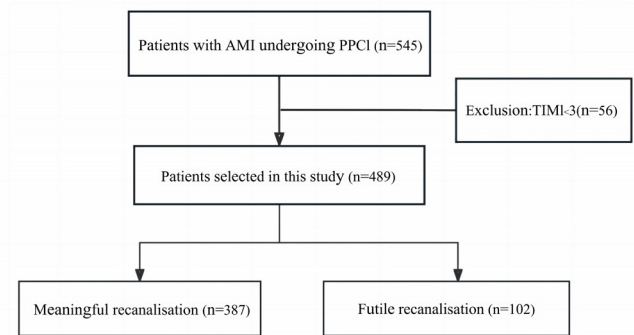 Patients with AMI undergoing PPCI (n=545)
Exclusion:TIMI<3(n=56)
Patients selected in this study (n=489)
Meaningful recanalisation (n=387)
Futile recanalisation (n=102)